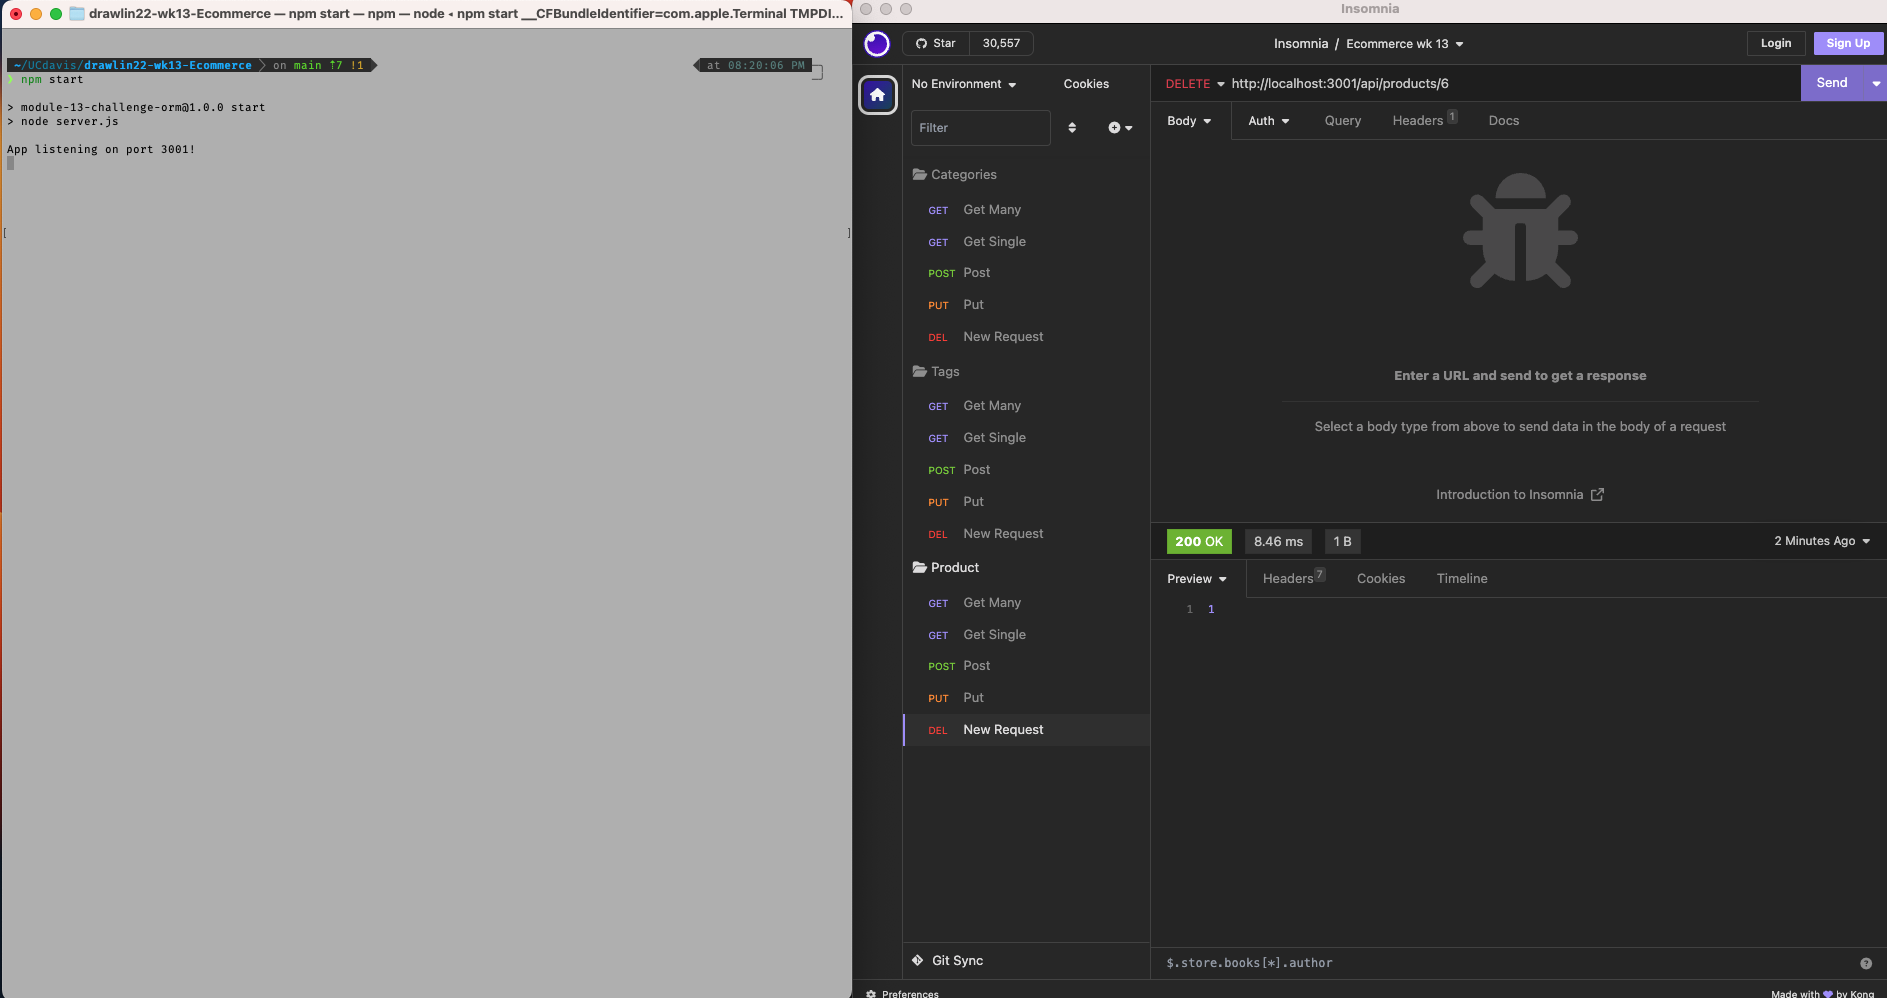 drawlin22-wk13-Ecommerce — npm start — npm — node ◂ npm start __CFBundleIdentifier=com.apple.Terminal TMPDI...
~/UCdavis/drawlin22-wk13-Ecommerce on main ⇡7 !1
at 08:20:06 PM
❯ npm start
> module-13-challenge-orm@1.0.0 start
> node server.js
App listening on port 3001!
[ ]
Insomnia
Star 30,557
Insomnia / Ecommerce wk 13
Login
Sign Up
No Environment
Cookies
Filter
Categories
GET Get Many
GET Get Single
POST Post
PUT Put
DEL New Request
Tags
GET Get Many
GET Get Single
POST Post
PUT Put
DEL New Request
Product
GET Get Many
GET Get Single
POST Post
PUT Put
DEL New Request
Git Sync
DELETE http://localhost:3001/api/products/6
Send
Body Auth Query Headers 1 Docs
Enter a URL and send to get a response
Select a body type from above to send data in the body of a request
Introduction to Insomnia
200 OK 8.46 ms 1 B
2 Minutes Ago
Preview Headers 7 Cookies Timeline
1 1
$.store.books[*].author
?
Preferences
Made with 💜 by Kong